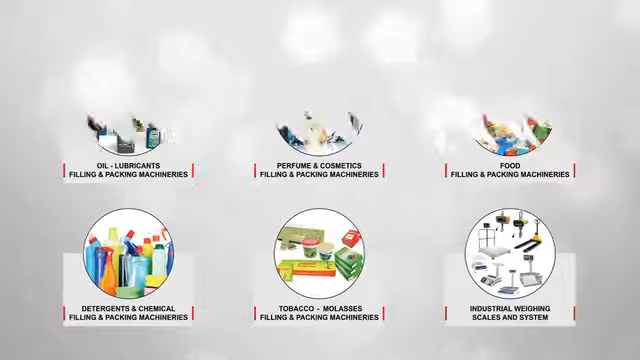 OIL - LUBRICANTS
FILLING & PACKING MACHINERIES
PERFUME & COSMETICS
FILLING & PACKING MACHINERIES
FOOD
FILLING & PACKING MACHINERIES
DETERGENTS & CHEMICAL
FILLING & PACKING MACHINERIES
TOBACCO - MOLASSES
FILLING & PACKING MACHINERIES
INDUSTRIAL WEIGHING
SCALES AND SYSTEM